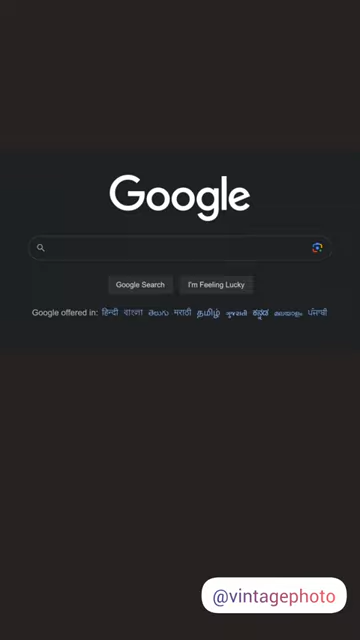 Google
Google Search I'm Feeling Lucky
Google offered in: हिन्दी বাংলা తెలుగు मराठी தமிழ் ગુજરાતી ಕನ್ನಡ മലയാളം ਪੰਜਾਬੀ
@vintagephoto